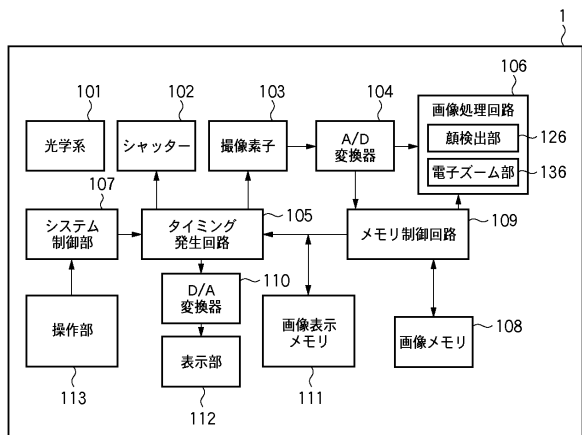 1
101
102
103
104
106
光学系
シャッター
撮像素子
A/D
変換器
画像処理回路
顔検出部
126
電子ズーム部
136
107
システム
制御部
タイミング
発生回路
105
メモリ制御回路
109
操作部
D/A
変換器
110
画像表示
メモリ
画像メモリ
108
表示部
113
112
111